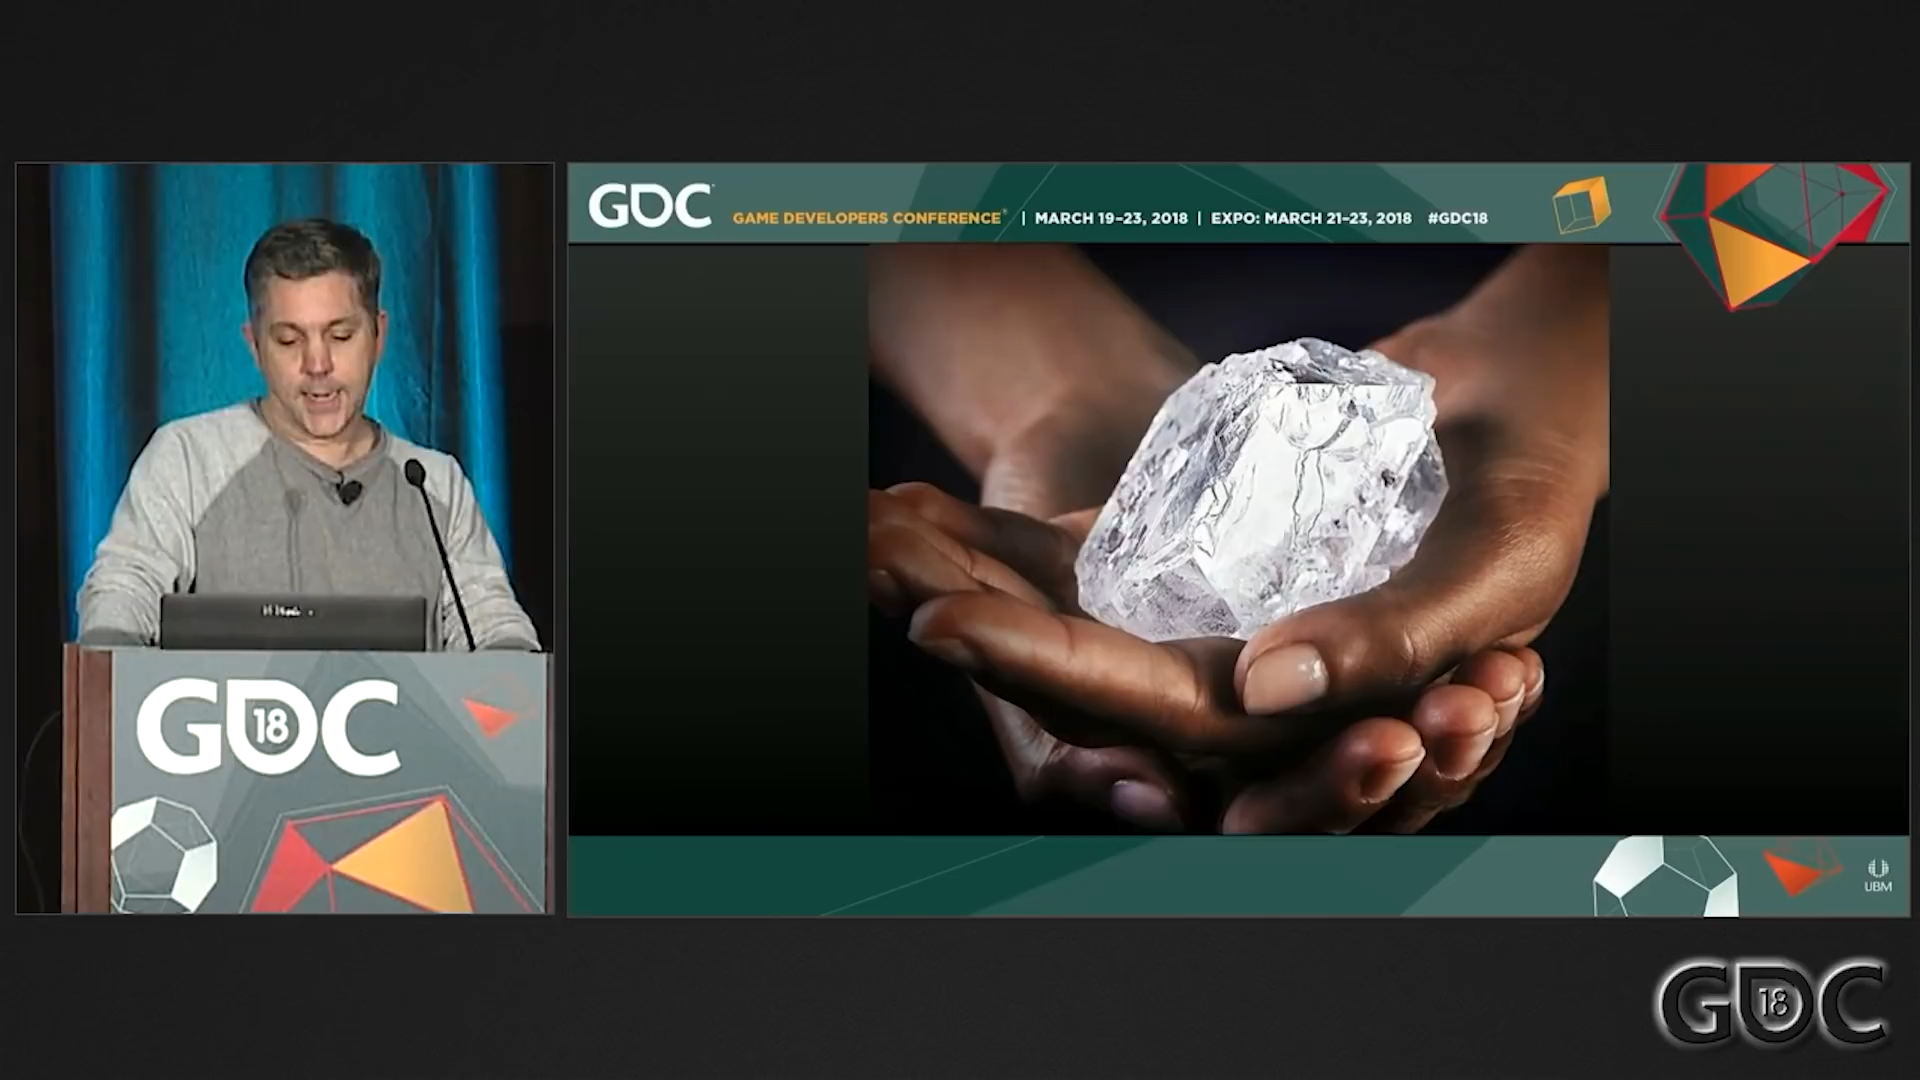 GDC
GAME DEVELOPERS CONFERENCE® | MARCH 19–23, 2018 | EXPO: MARCH 21–23, 2018 #GDC18
GDC
18
UBM
GDC
18